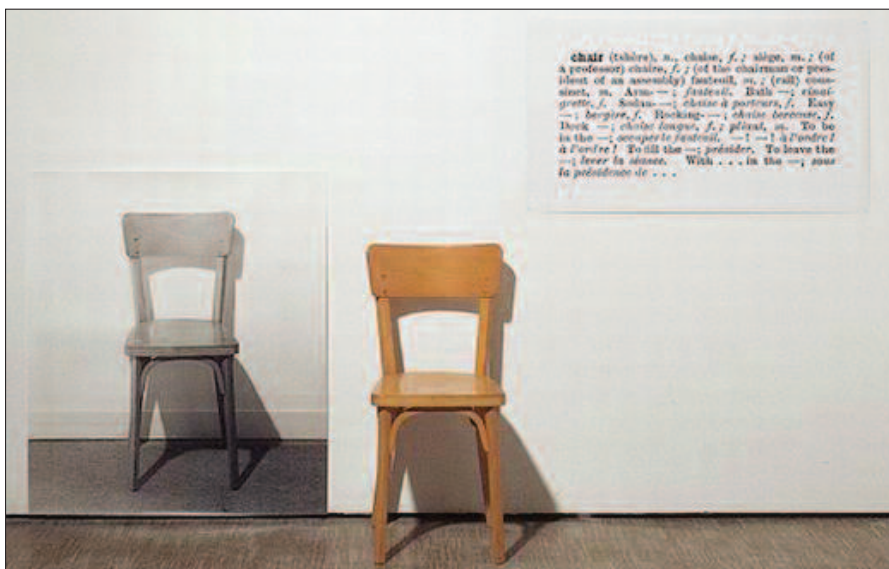 chair (tshère), n., chaise, f.; siège, m.; (of
a professor) chaire, f.; (of the chairman or pres-
ident of an assembly) fauteuil, m.; (rail) cous-
sinet, m. Arm- —; fauteuil. Bath —; vinai-
grette, f. Sedan- —; chaise à porteurs, f. Easy
—; bergère, f. Rocking- —; chaise berceuse, f.
Deck —; chaise longue, f.; pliant, m. To be
in the —; occuper le fauteuil. — ! — ! à l'ordre !
à l'ordre ! To fill the —; présider. To leave the
—; lever la séance. With . . . in the —; sous
la présidence de . . .